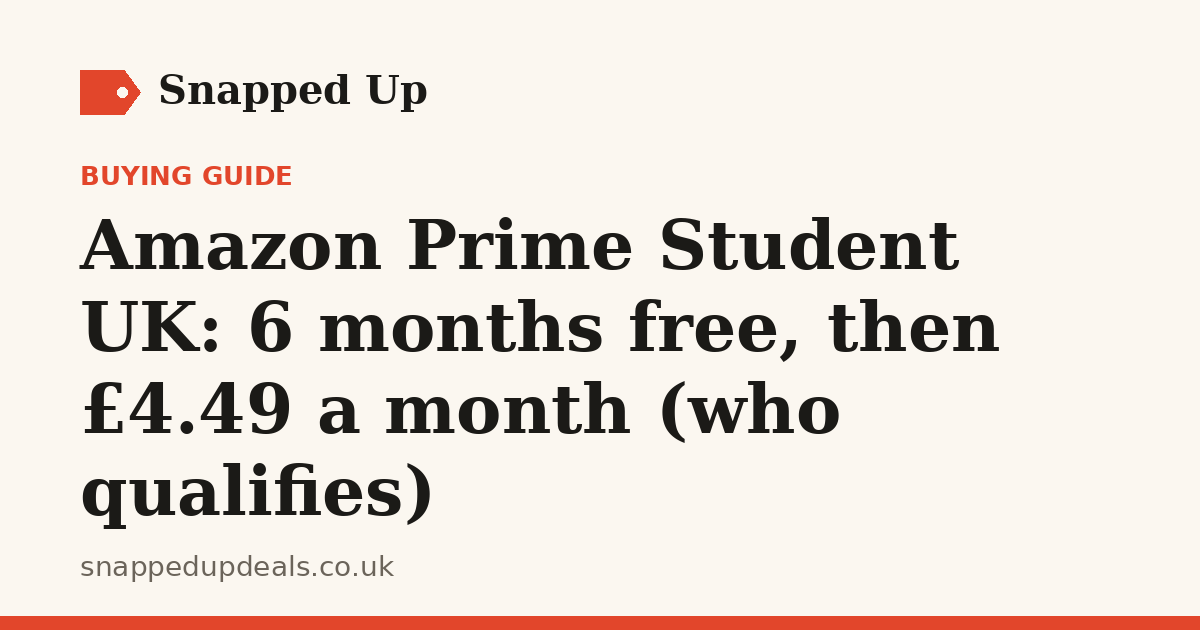 Snapped Up
BUYING GUIDE
Amazon Prime Student
UK: 6 months free, then
£4.49 a month (who
qualifies)
snappedupdeals.co.uk